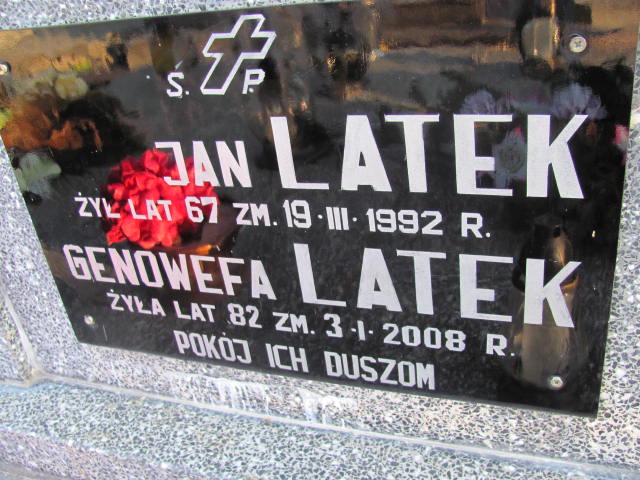 Ś. P.
JAN LATEK
ŻYŁ LAT 67 ZM. 19·III·1992 R.
GENOWEFA LATEK
ŻYŁA LAT 82 ZM. 3·I·2008 R.
POKÓJ ICH DUSZOM